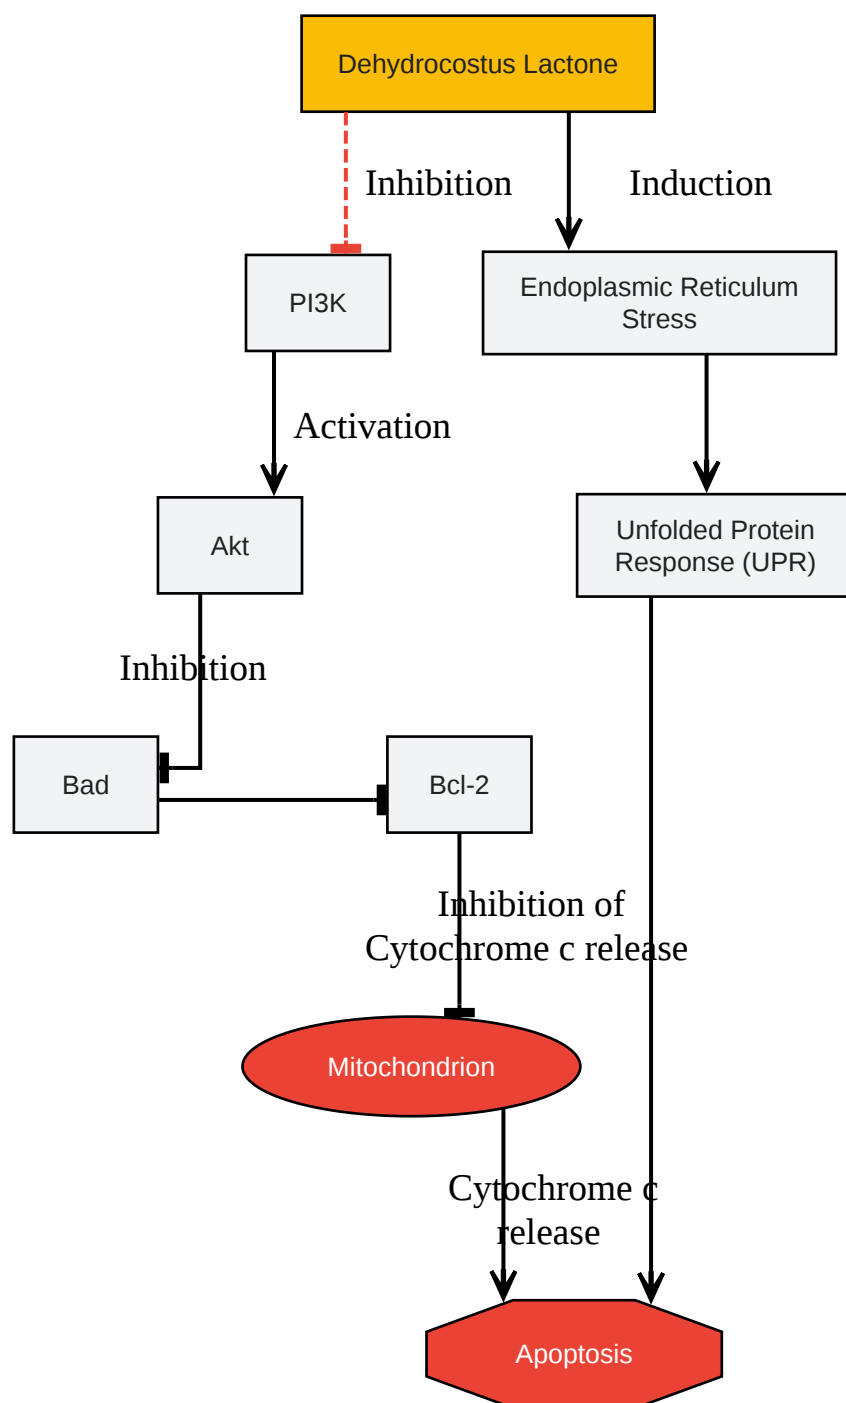 Dehydrocostus Lactone
Inhibition
Induction
PI3K
Endoplasmic Reticulum
Stress
Activation
Akt
Unfolded Protein
Response (UPR)
Inhibition
Bad
Bcl-2
Inhibition of
Cytochrome c release
Mitochondrion
Cytochrome c
release
Apoptosis